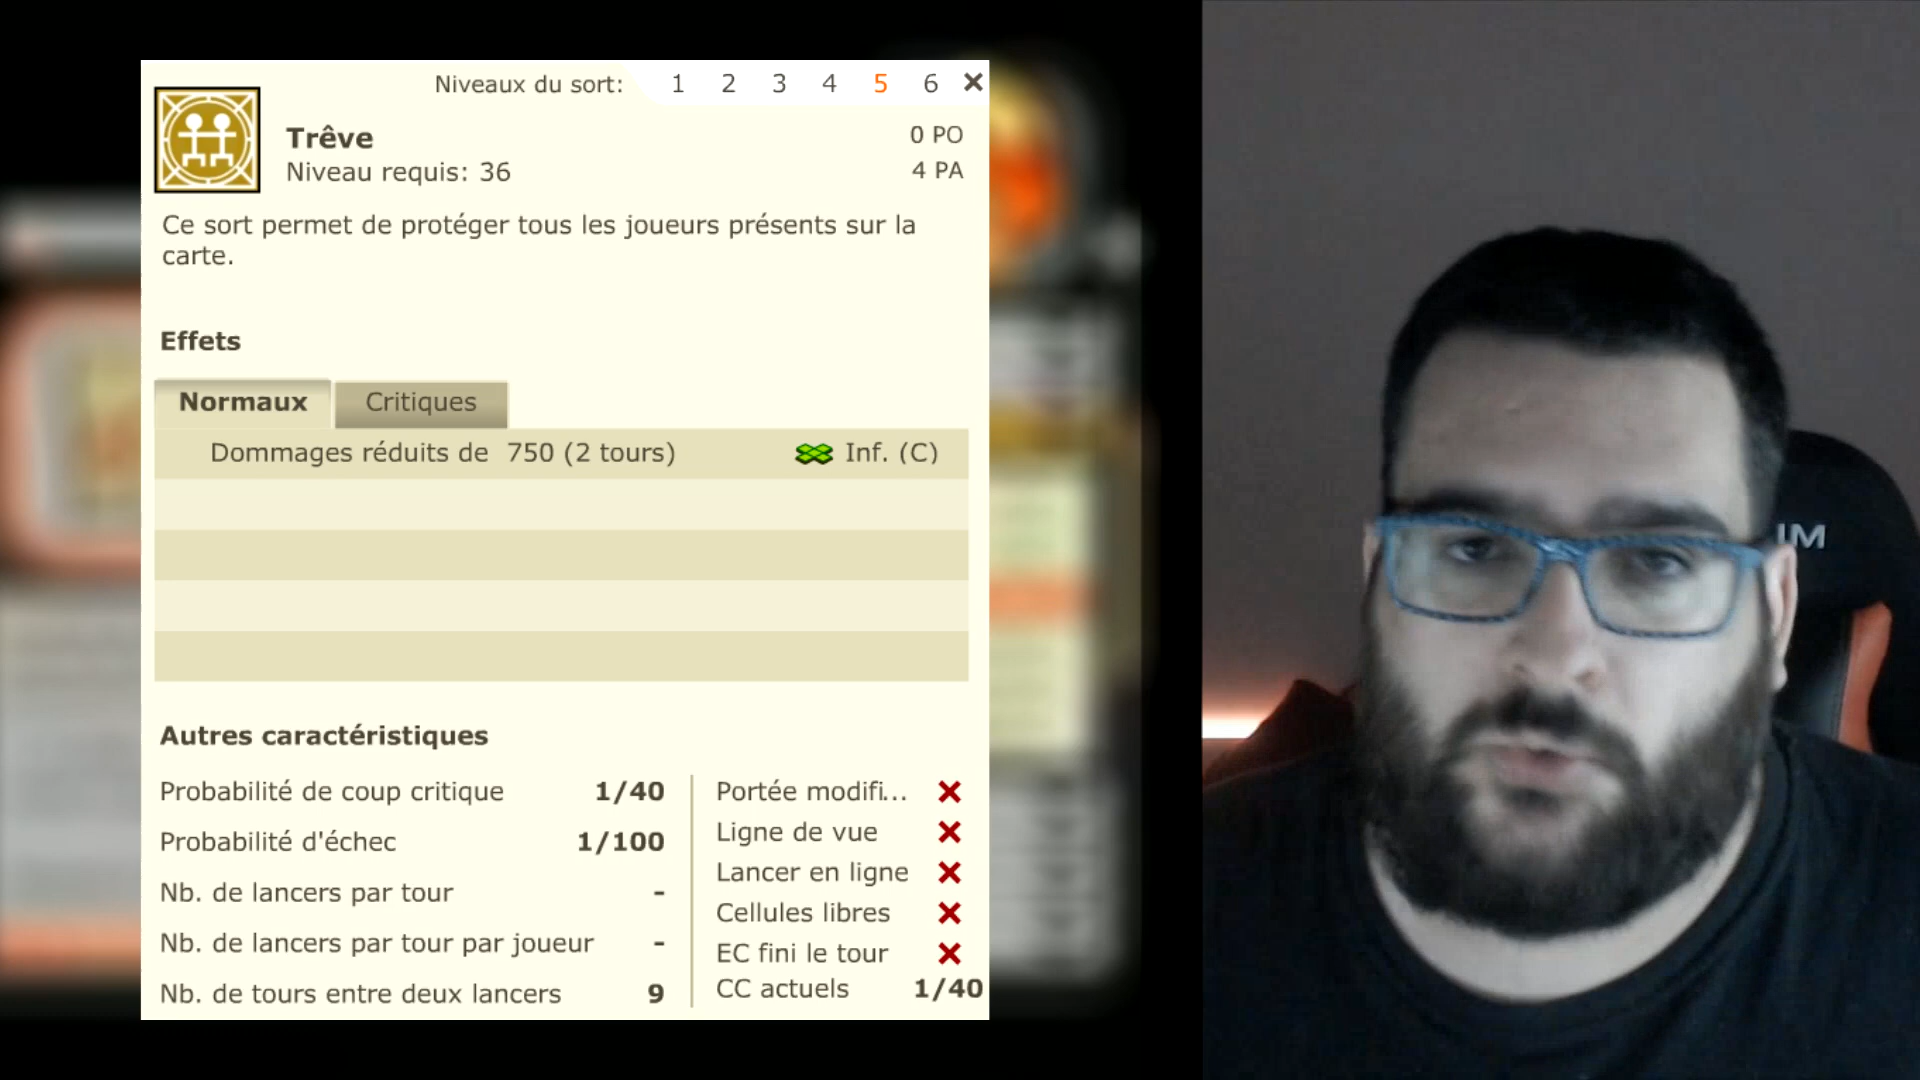 Niveaux du sort: 1 2 3 4 5 6
Trêve
0 PO
Niveau requis: 36
4 PA
Ce sort permet de protéger tous les joueurs présents sur la
carte.
Effets
Normaux
Critiques
Dommages réduits de 750 (2 tours) Inf. (C)
Autres caractéristiques
Probabilité de coup critique 1/40
Probabilité d'échec 1/100
Nb. de lancers par tour -
Nb. de lancers par tour par joueur -
Nb. de tours entre deux lancers 9
Portée modifi...
Ligne de vue
Lancer en ligne
Cellules libres
EC fini le tour
CC actuels 1/40